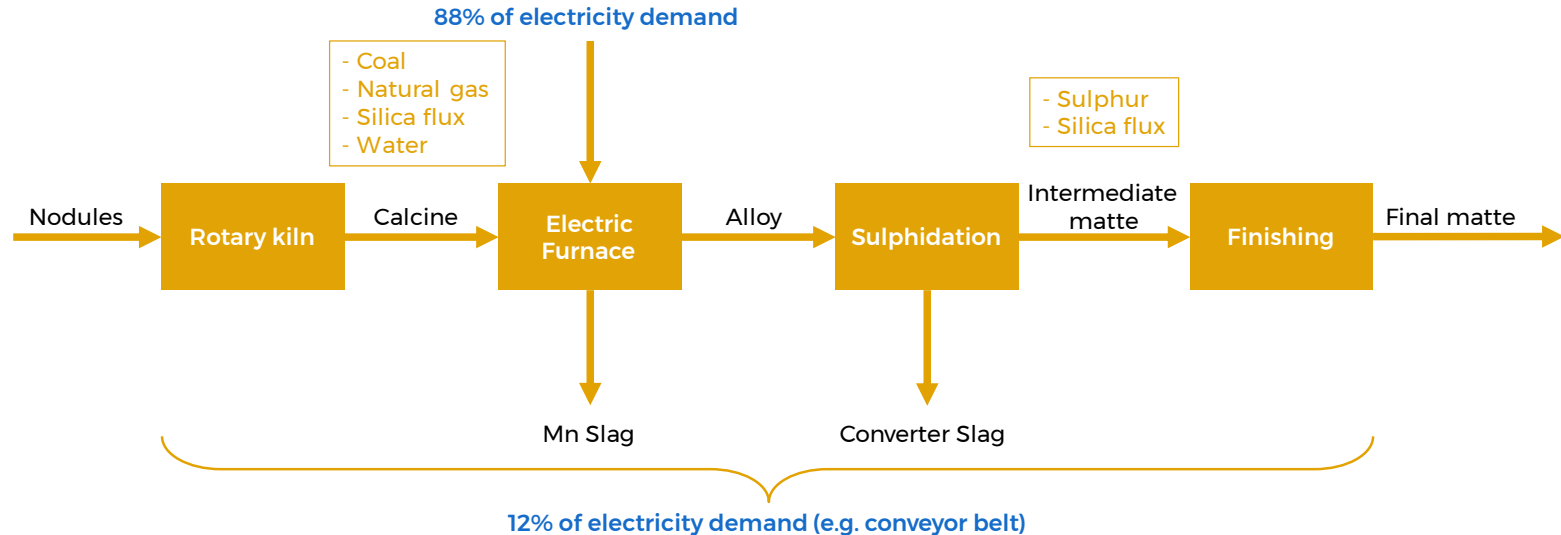 88% of electricity demand
- Coal
- Natural gas
- Silica flux
- Water
- Sulphur
- Silica flux
Nodules
Rotary kiln
Calcine
Electric
Furnace
Alloy
Sulphidation
Intermediate
matte
Finishing
Final matte
Mn Slag
Converter Slag
12% of electricity demand (e.g. conveyor belt)